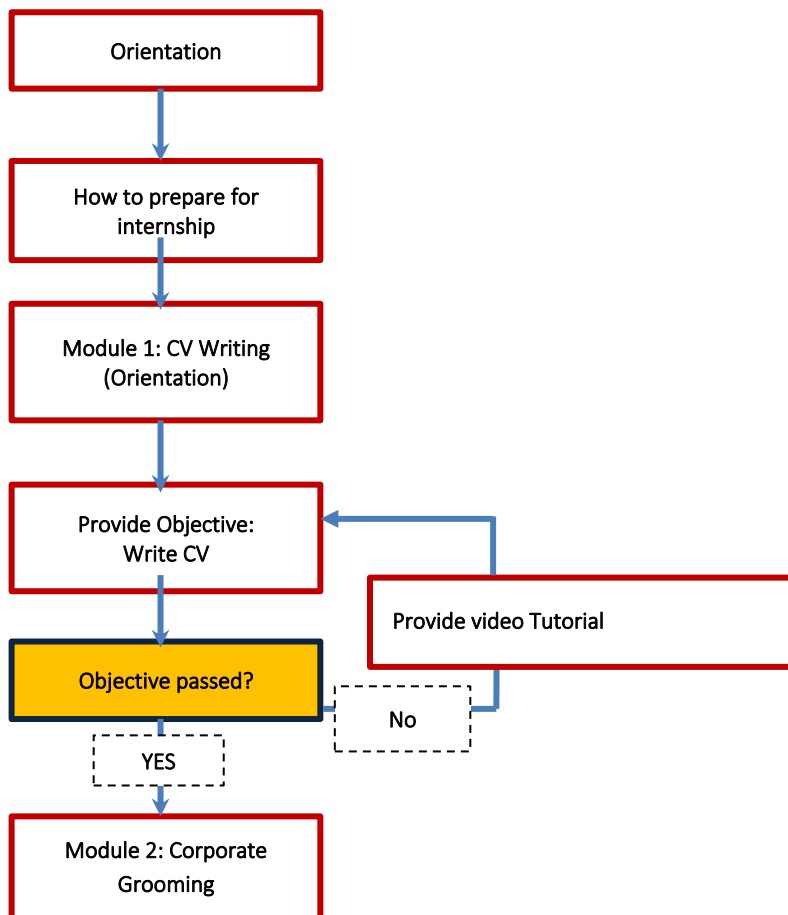 Orientation
How to prepare for
internship
Module 1: CV Writing
(Orientation)
Provide Objective:
Write CV
Provide video Tutorial
Objective passed?
No
YES
Module 2: Corporate
Grooming